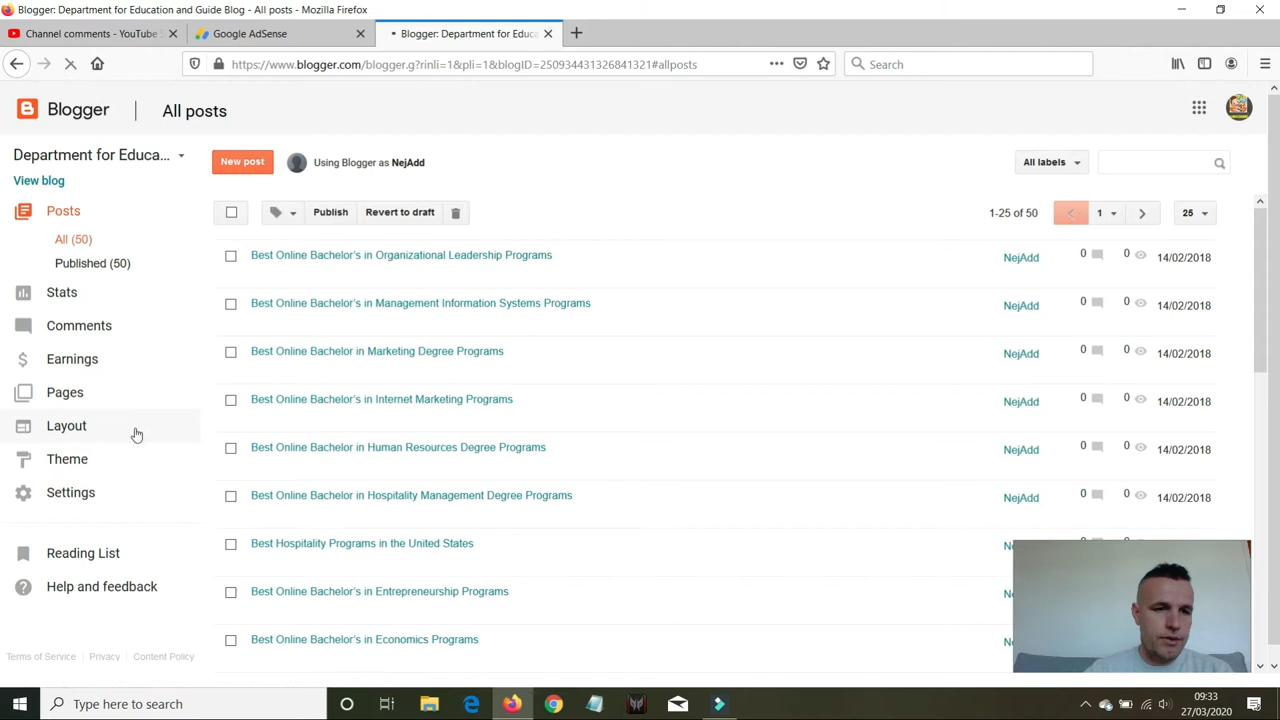 Blogger: Department for Education and Guide Blog - All posts - Mozilla Firefox
Channel comments - YouTube
Google AdSense
Blogger: Department for Educa
https://www.blogger.com/blogger.g?rinli=1&pli=1&blogID=250934431326841321#allposts
Search
Blogger
All posts
Department for Educa...
View blog
New post
Using Blogger as NejAdd
All labels
Posts
All (50)
Published (50)
Stats
Comments
Earnings
Pages
Layout
Theme
Settings
Reading List
Help and feedback
Terms of Service
Privacy
Content Policy
Publish
Revert to draft
1-25 of 50
1
25
Best Online Bachelor's in Organizational Leadership Programs
NejAdd
0
0
14/02/2018
Best Online Bachelor's in Management Information Systems Programs
NejAdd
0
0
14/02/2018
Best Online Bachelor in Marketing Degree Programs
NejAdd
0
0
14/02/2018
Best Online Bachelor's in Internet Marketing Programs
NejAdd
0
0
14/02/2018
Best Online Bachelor in Human Resources Degree Programs
NejAdd
0
0
14/02/2018
Best Online Bachelor in Hospitality Management Degree Programs
NejAdd
0
0
14/02/2018
Best Hospitality Programs in the United States
Best Online Bachelor's in Entrepreneurship Programs
Best Online Bachelor's in Economics Programs
Type here to search
09:33
27/03/2020